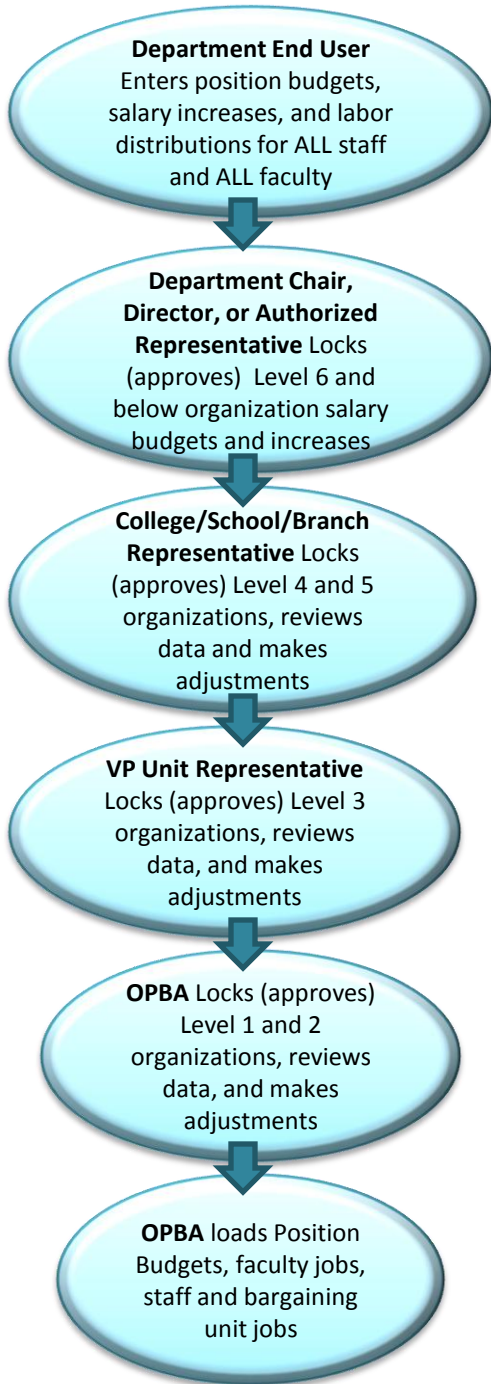 Department End User
Enters position budgets,
salary increases, and labor
distributions for ALL staff
and ALL faculty
Department Chair,
Director, or Authorized
Representative Locks
(approves) Level 6 and
below organization salary
budgets and increases
College/School/Branch
Representative Locks
(approves) Level 4 and 5
organizations, reviews
data and makes
adjustments
VP Unit Representative
Locks (approves) Level 3
organizations, reviews
data, and makes
adjustments
OPBA Locks (approves)
Level 1 and 2
organizations, reviews
data, and makes
adjustments
OPBA loads Position
Budgets, faculty jobs,
staff and bargaining
unit jobs